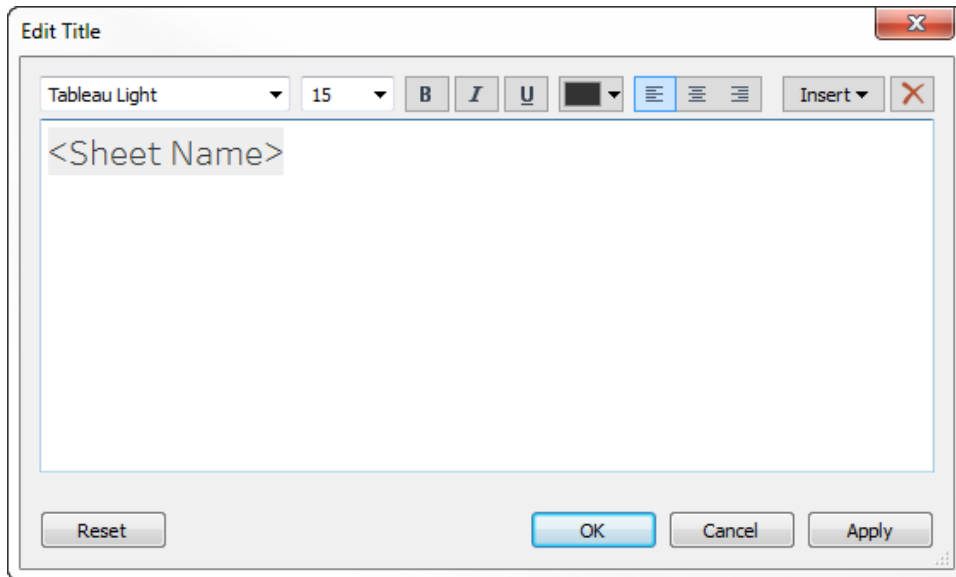 Edit Title
Tableau Light 15 B I U Insert
<Sheet Name>
Reset OK Cancel Apply